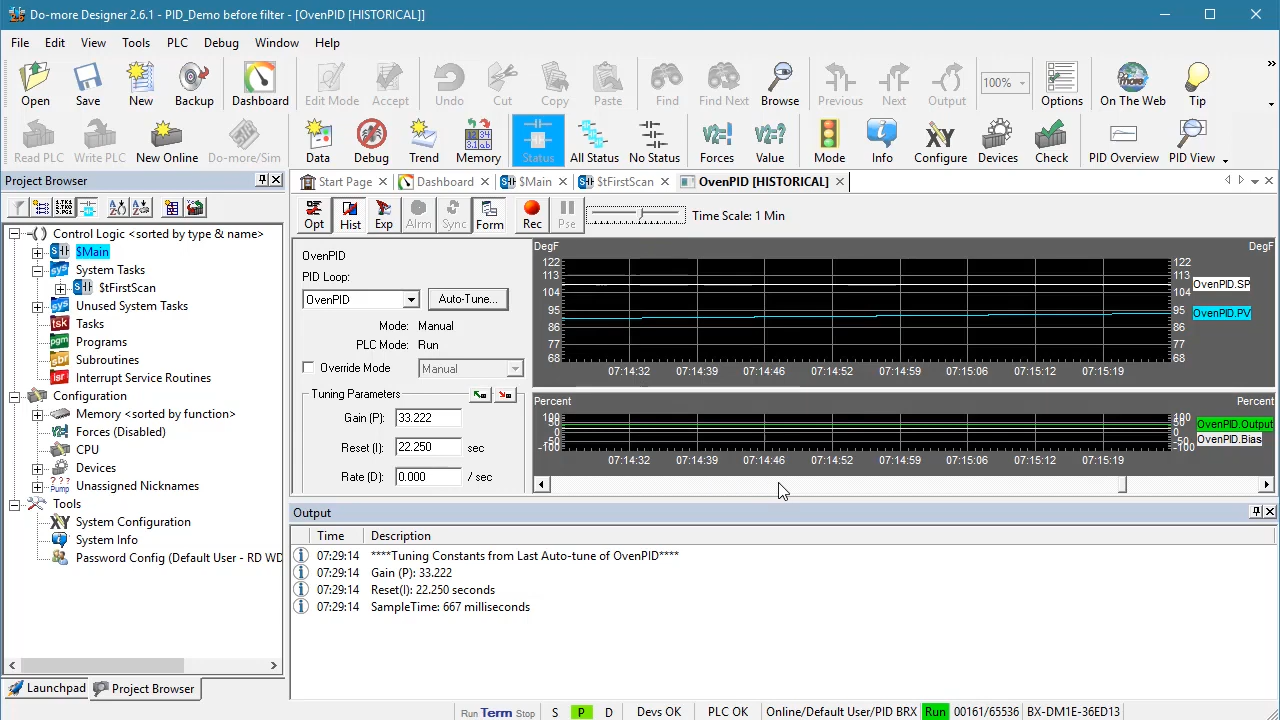 Do-more Designer 2.6.1 - PID_Demo before filter - [OvenPID [HISTORICAL]]
File Edit View Tools PLC Debug Window Help
Open Save New Backup Dashboard Edit Mode Accept Undo Cut Copy Paste Find Find Next Browse Previous Next Output 100% Options On The Web Tip
Read PLC Write PLC New Online Do-more/Sim Data Debug Trend Memory Status All Status No Status Forces Value Mode Info Configure Devices Check PID Overview PID View
Project Browser
Start Page Dashboard $Main $tFirstScan OvenPID [HISTORICAL]
Opt Hist Exp Alrm Sync Form Rec Pse Time Scale: 1 Min
Control Logic <sorted by type & name>
$Main
System Tasks
$tFirstScan
Unused System Tasks
Tasks
Programs
Subroutines
Interrupt Service Routines
Configuration
Memory <sorted by function>
Forces (Disabled)
CPU
Devices
Unassigned Nicknames
Tools
System Configuration
System Info
Password Config (Default User - RD WD
Launchpad Project Browser
OvenPID
PID Loop:
OvenPID Auto-Tune...
Mode: Manual
PLC Mode: Run
Override Mode Manual
Tuning Parameters
Gain (P): 33.222
Reset (I): 22.250 sec
Rate (D): 0.000 / sec
DegF DegF
122 122
113 113
104 104
95 95
86 86
77 77
68 68
OvenPID.SP
OvenPID.PV
07:14:32 07:14:39 07:14:46 07:14:52 07:14:59 07:15:06 07:15:12 07:15:19
Percent Percent
100 100
50 50
0 0
-50 -50
-100 -100
OvenPID.Output
OvenPID.Bias
07:14:32 07:14:39 07:14:46 07:14:52 07:14:59 07:15:06 07:15:12 07:15:19
Output
Time Description
07:29:14 ****Tuning Constants from Last Auto-tune of OvenPID****
07:29:14 Gain (P): 33.222
07:29:14 Reset(I): 22.250 seconds
07:29:14 SampleTime: 667 milliseconds
Run Term Stop S P D Devs OK PLC OK Online/Default User/PID BRX Run 00161/65536 BX-DM1E-36ED13